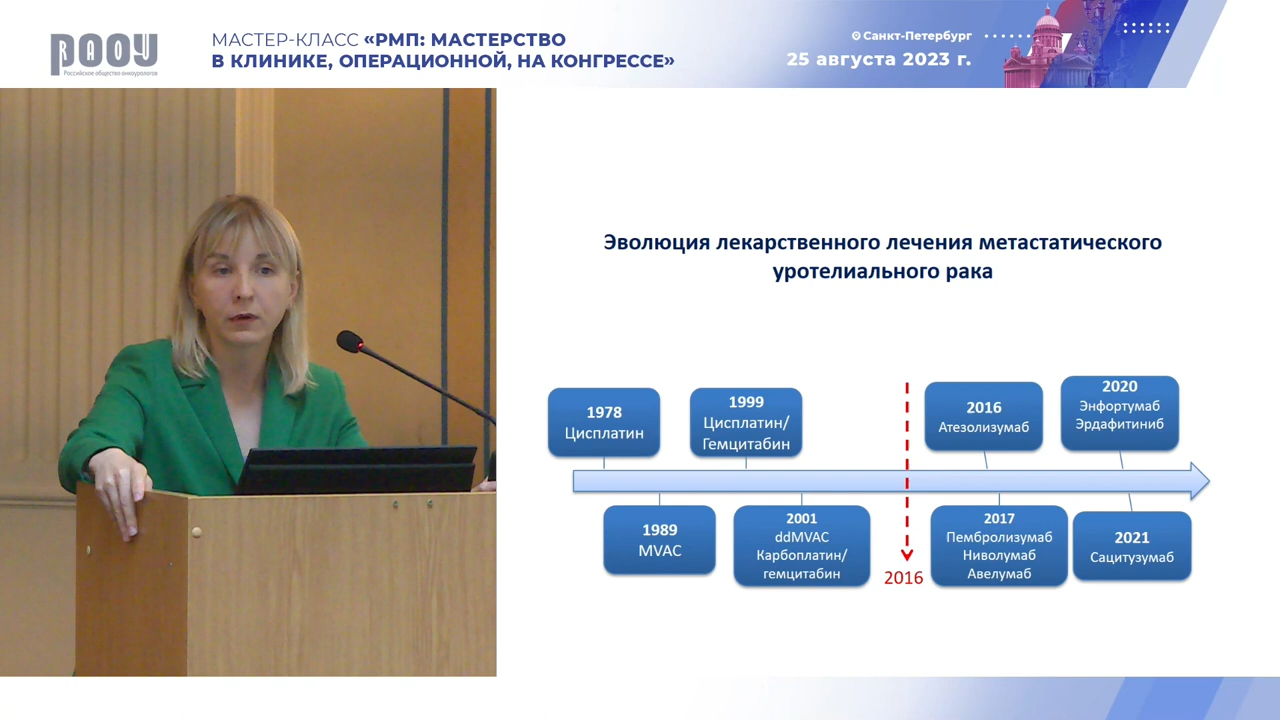 RAOU
Российское общество онкоурологов
МАСТЕР-КЛАСС «РМП: МАСТЕРСТВО
В КЛИНИКЕ, ОПЕРАЦИОННОЙ, НА КОНГРЕССЕ»
Санкт-Петербург
25 августа 2023 г.
Эволюция лекарственного лечения метастатического
уротелиального рака
1978
Цисплатин
1999
Цисплатин/
Гемцитабин
2016
Атезолизумаб
2020
Энфортумаб
Эрдафитиниб
1989
MVAC
2001
ddMVAC
Карбоплатин/
гемцитабин
2016
2017
Пембролизумаб
Ниволумаб
Авелумаб
2021
Сацитузумаб